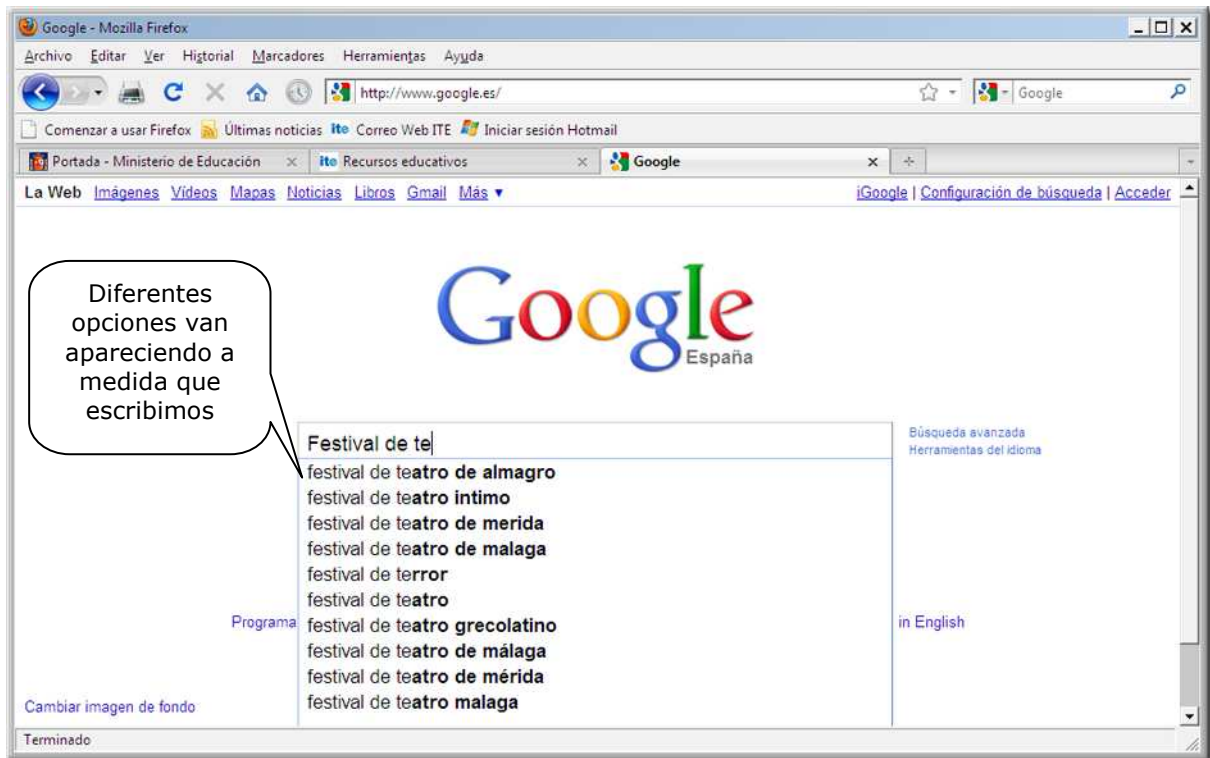 Google - Mozilla Firefox
Archivo Editar Ver Historial Marcadores Herramientas Ayuda
http://www.google.es/ Google
Comenzar a usar Firefox Últimas noticias ite Correo Web ITE Iniciar sesión Hotmail
Portada - Ministerio de Educación ite Recursos educativos Google
La Web Imágenes Vídeos Mapas Noticias Libros Gmail Más ▼ iGoogle | Configuración de búsqueda | Acceder
Diferentes
opciones van
apareciendo a
medida que
escribimos
Google
España
Festival de te
Búsqueda avanzada
Herramientas del idioma
festival de teatro de almagro
festival de teatro intimo
festival de teatro de merida
festival de teatro de malaga
festival de terror
festival de teatro
Programa festival de teatro grecolatino in English
festival de teatro de málaga
festival de teatro de mérida
Cambiar imagen de fondo festival de teatro malaga
Terminado